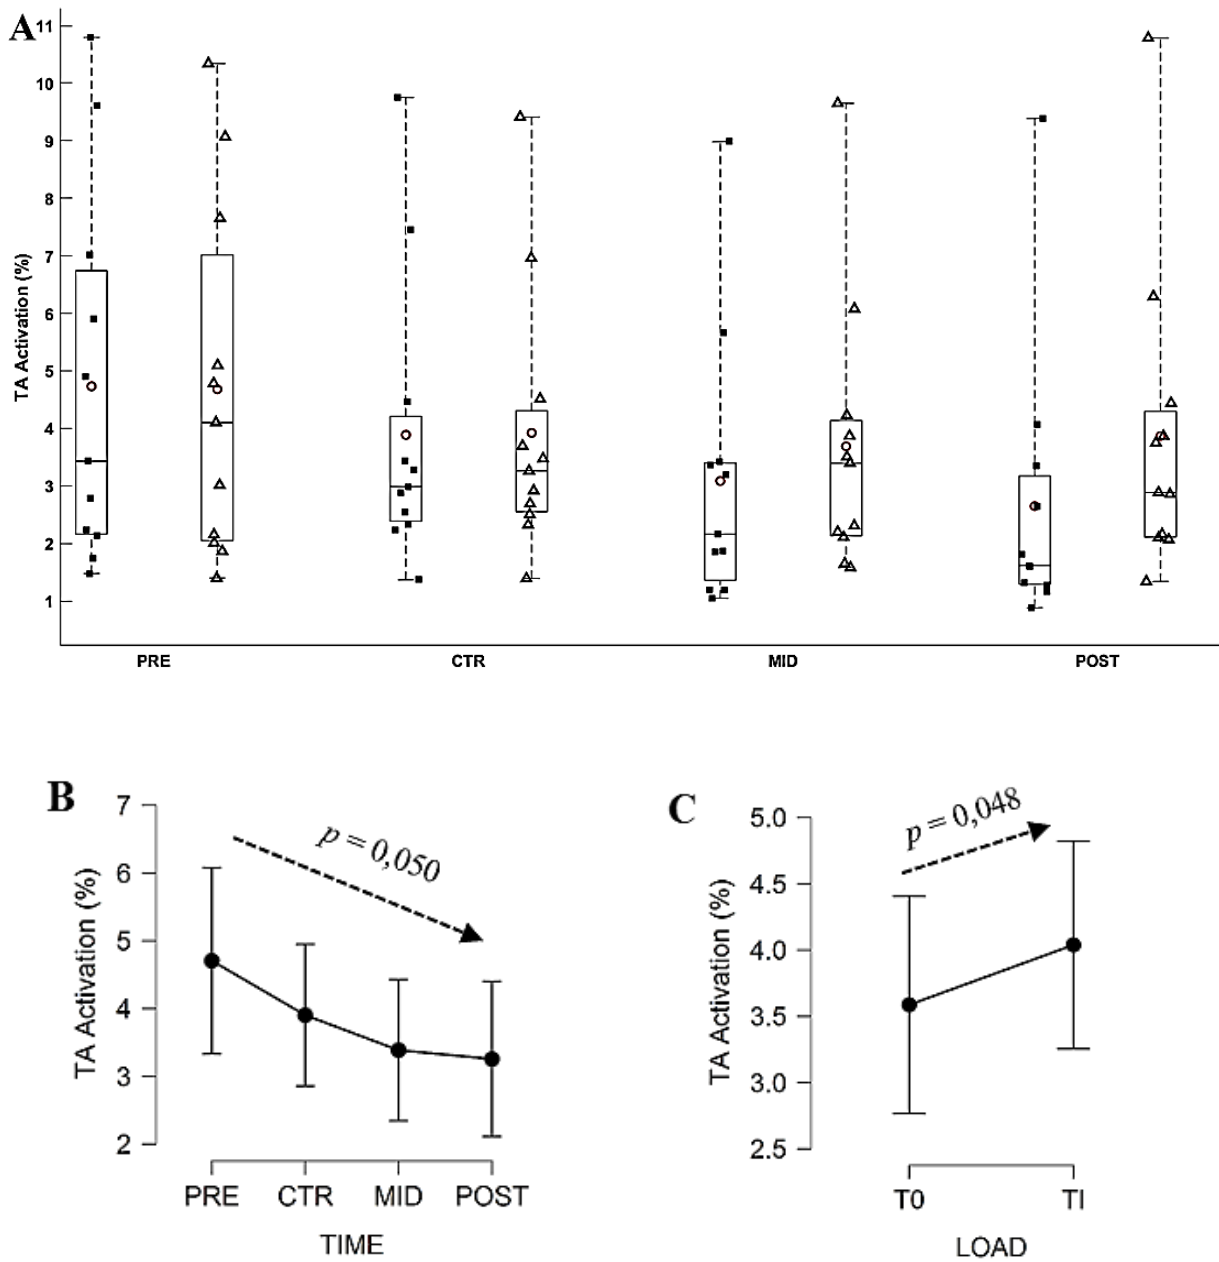 A
11
10
9
8
7
6
5
4
3
2
1
TA Activation (%)
PRE CTR MID POST
B
7
6
5
4
3
2
TA Activation (%)
p = 0,050
PRE CTR MID POST
TIME
C
5.0
4.5
4.0
3.5
3.0
2.5
TA Activation (%)
p = 0,048
T0 TI
LOAD